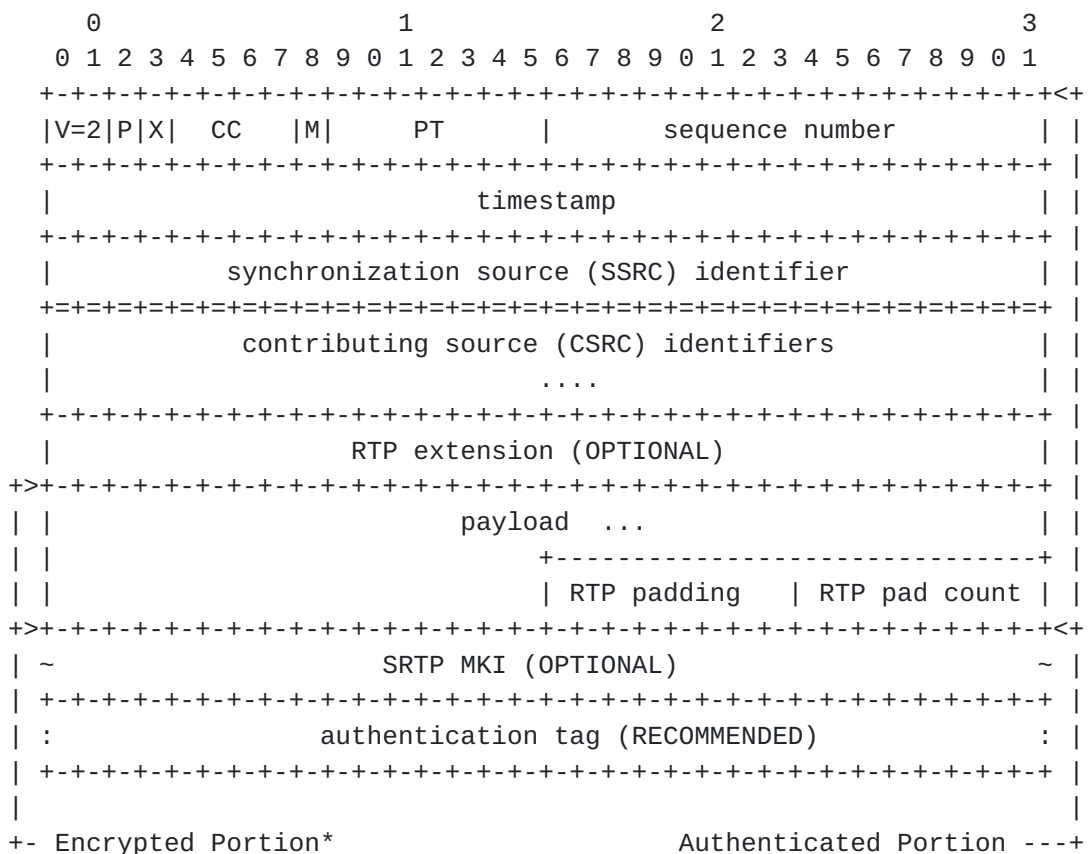 0                   1                   2                   3
0 1 2 3 4 5 6 7 8 9 0 1 2 3 4 5 6 7 8 9 0 1 2 3 4 5 6 7 8 9 0 1
+-+-+-+-+-+-+-+-+-+-+-+-+-+-+-+-+-+-+-+-+-+-+-+-+-+-+-+-+-+-+-+-+<+
|V=2|P|X|  CC   |M|     PT      |       sequence number         | |
+-+-+-+-+-+-+-+-+-+-+-+-+-+-+-+-+-+-+-+-+-+-+-+-+-+-+-+-+-+-+-+-+ |
|                           timestamp                           | |
+-+-+-+-+-+-+-+-+-+-+-+-+-+-+-+-+-+-+-+-+-+-+-+-+-+-+-+-+-+-+-+-+ |
|           synchronization source (SSRC) identifier            | |
+=+=+=+=+=+=+=+=+=+=+=+=+=+=+=+=+=+=+=+=+=+=+=+=+=+=+=+=+=+=+=+=+ |
|            contributing source (CSRC) identifiers             | |
|                               ....                            | |
+-+-+-+-+-+-+-+-+-+-+-+-+-+-+-+-+-+-+-+-+-+-+-+-+-+-+-+-+-+-+-+-+ |
|                   RTP extension (OPTIONAL)                    | |
+>+-+-+-+-+-+-+-+-+-+-+-+-+-+-+-+-+-+-+-+-+-+-+-+-+-+-+-+-+-+-+-+-+ |
| |                          payload  ...                         | |
| |                               +-------------------------------+ |
| |                               | RTP padding   | RTP pad count | |
+>+-+-+-+-+-+-+-+-+-+-+-+-+-+-+-+-+-+-+-+-+-+-+-+-+-+-+-+-+-+-+-+-+<+
| ~                     SRTP MKI (OPTIONAL)                       ~ |
| +-+-+-+-+-+-+-+-+-+-+-+-+-+-+-+-+-+-+-+-+-+-+-+-+-+-+-+-+-+-+-+-+ |
| :                 authentication tag (RECOMMENDED)              : |
| +-+-+-+-+-+-+-+-+-+-+-+-+-+-+-+-+-+-+-+-+-+-+-+-+-+-+-+-+-+-+-+-+ |
|                                                                   |
+- Encrypted Portion*                      Authenticated Portion ---+